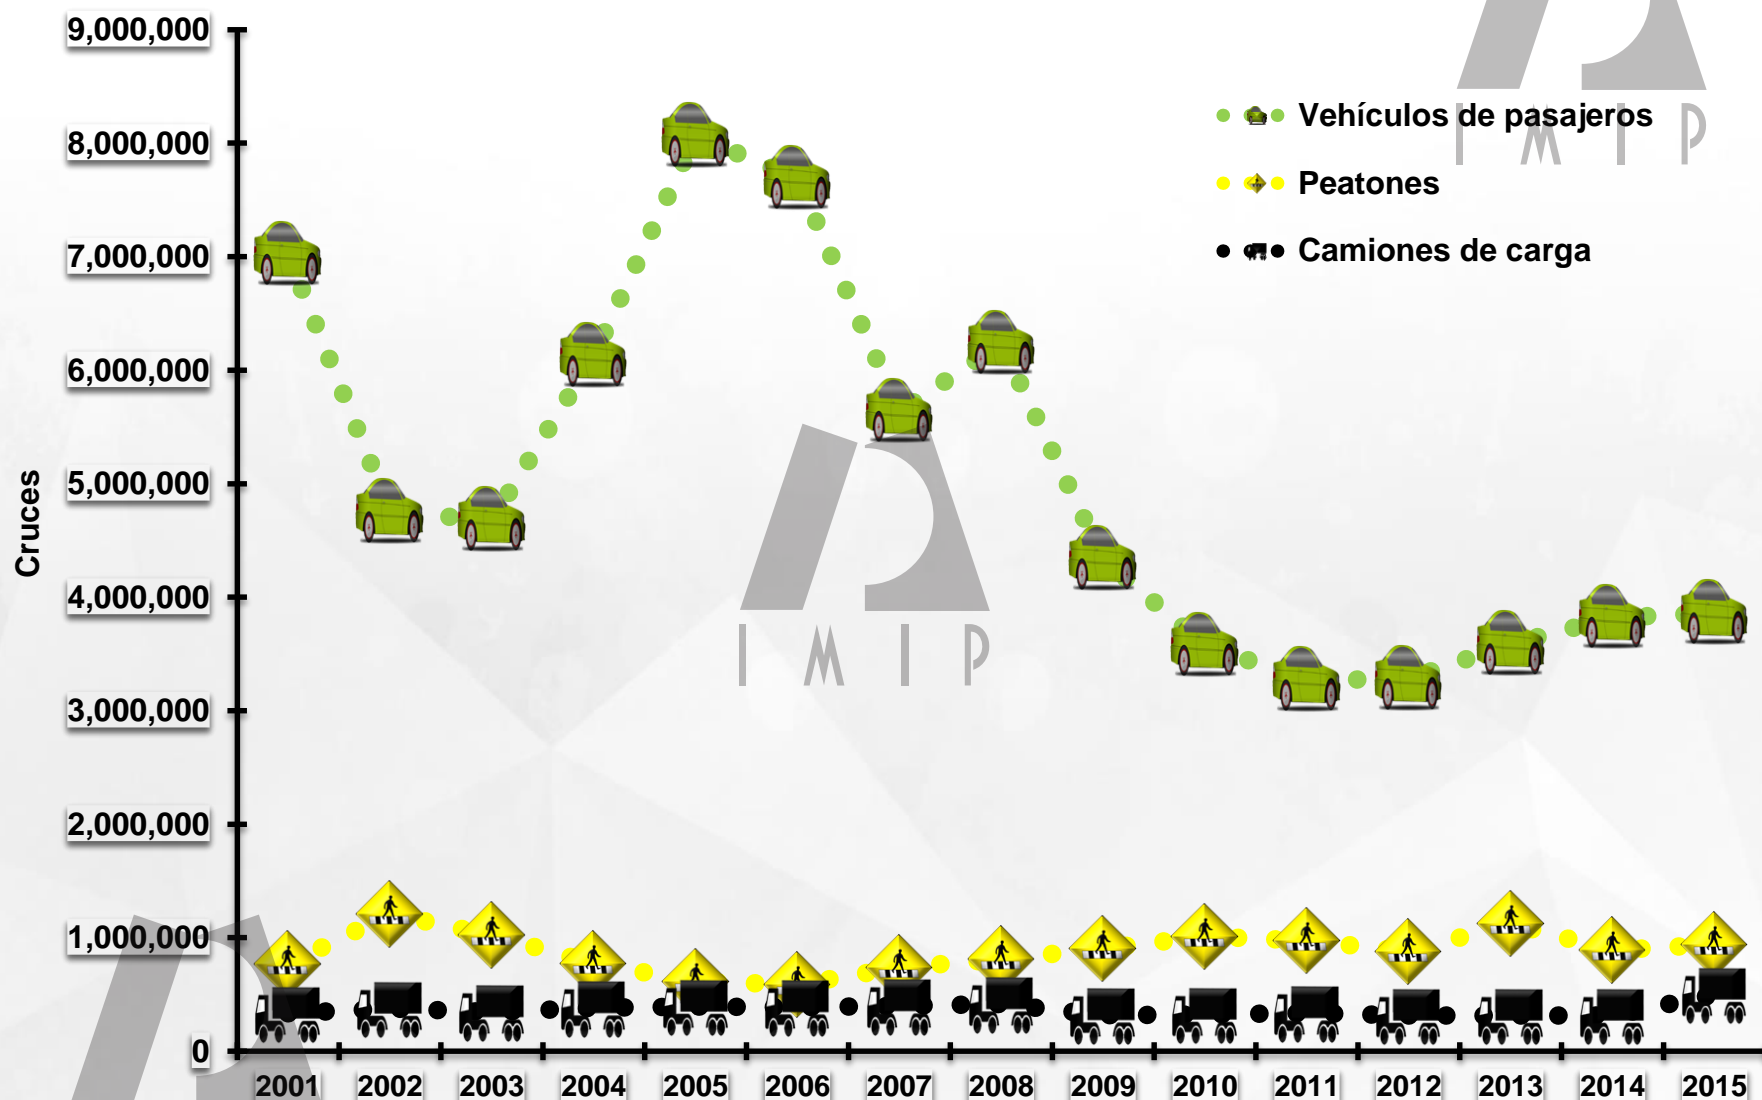 9,000,000
8,000,000
7,000,000
6,000,000
5,000,000
4,000,000
3,000,000
2,000,000
1,000,000
0
Cruces
Vehículos de pasajeros
Peatones
Camiones de carga
IMIP
IMIP
2001 2002 2003 2004 2005 2006 2007 2008 2009 2010 2011 2012 2013 2014 2015